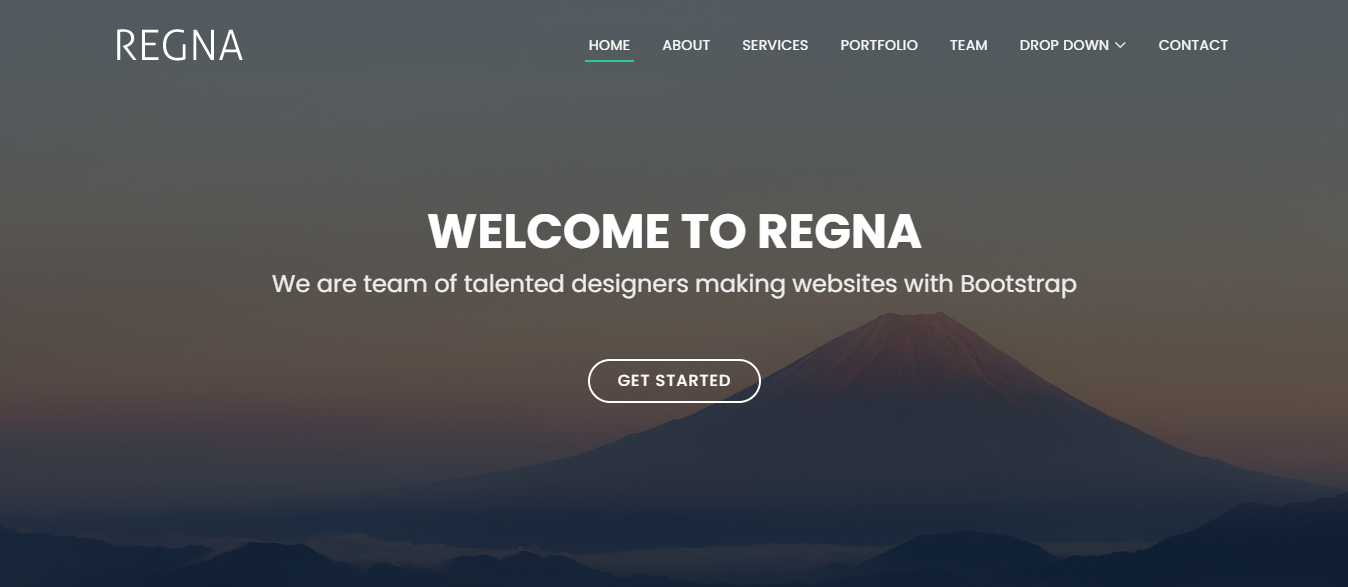 REGNA
HOME ABOUT SERVICES PORTFOLIO TEAM DROP DOWN CONTACT
WELCOME TO REGNA
We are team of talented designers making websites with Bootstrap
GET STARTED